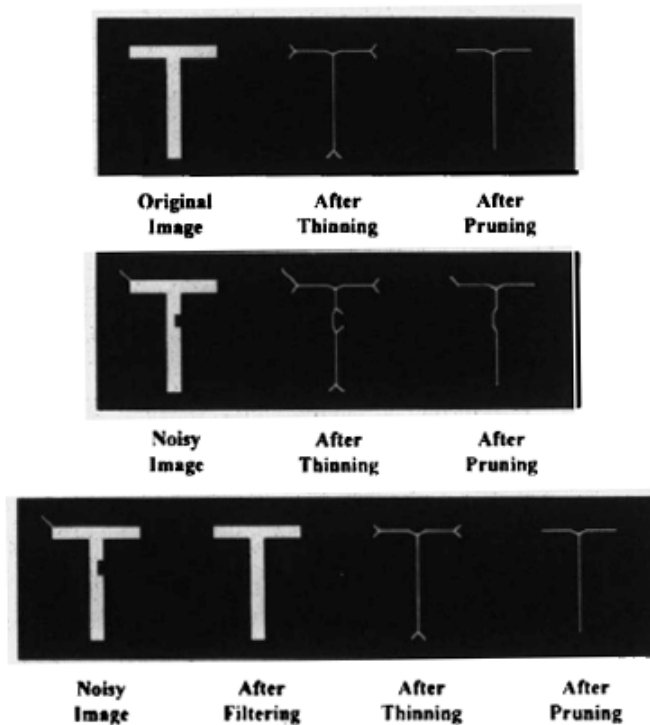 Original After After
Image Thinning Pruning
Noisy After After
Image Thinning Pruning
Noisy After After After
Image Filtering Thinning Pruning